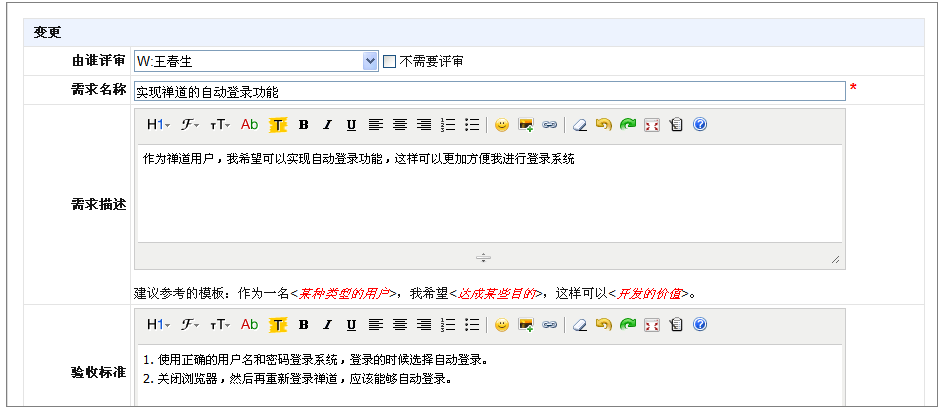 变更
由谁评审 W:王春生 不需要评审
需求名称 实现禅道的自动登录功能 *
H1 ℱ TT Ab T B I U
需求描述 作为禅道用户，我希望可以实现自动登录功能，这样可以更加方便我进行登录系统
建议参考的模板：作为一名<某种类型的用户>，我希望<达成某些目的>，这样可以<开发的价值>。
H1 ℱ TT Ab T B I U
验收标准 1. 使用正确的用户名和密码登录系统，登录的时候选择自动登录。
2. 关闭浏览器，然后再重新登录禅道，应该能够自动登录。